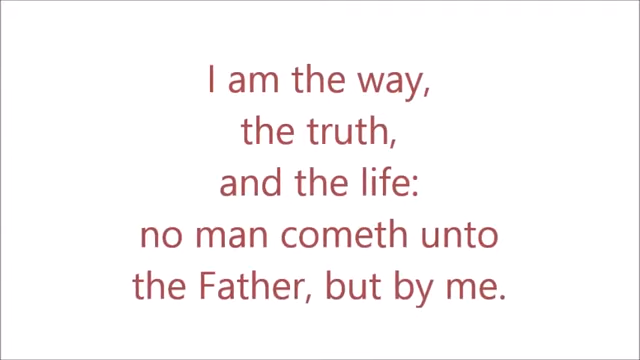 I am the way,
the truth,
and the life:
no man cometh unto
the Father, but by me.